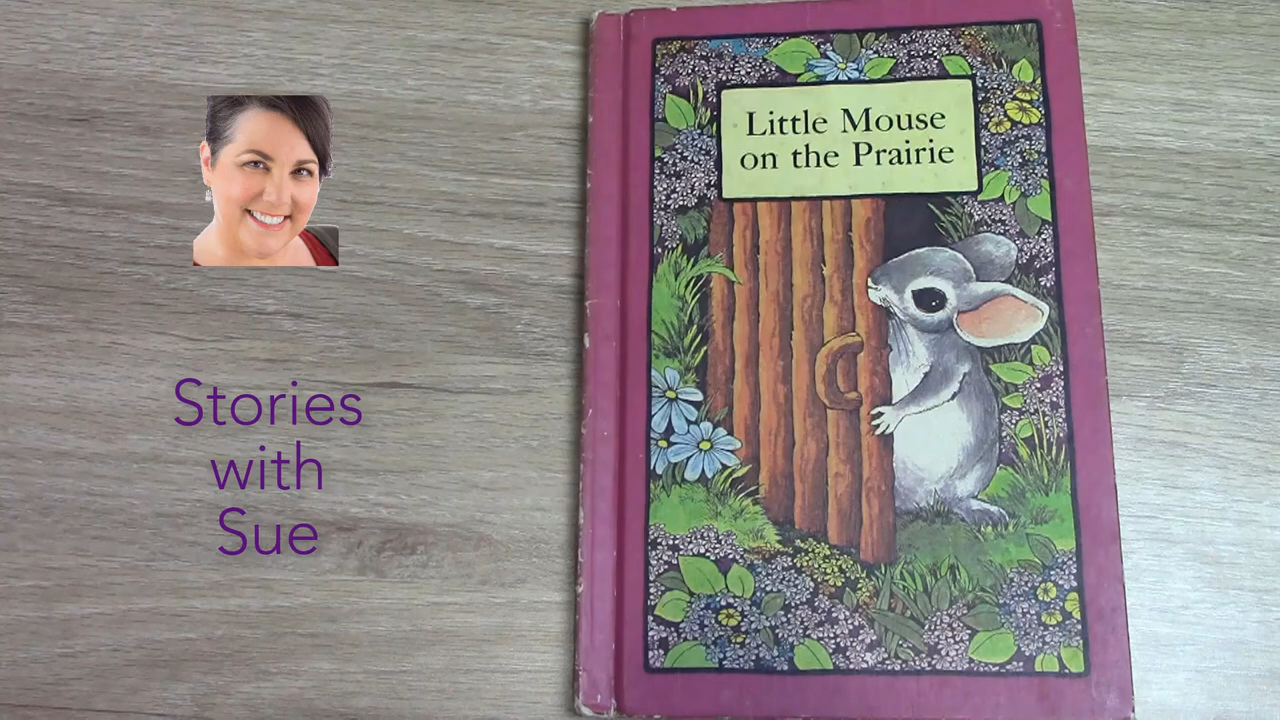 Stories
with
Sue
Little Mouse
on the Prairie